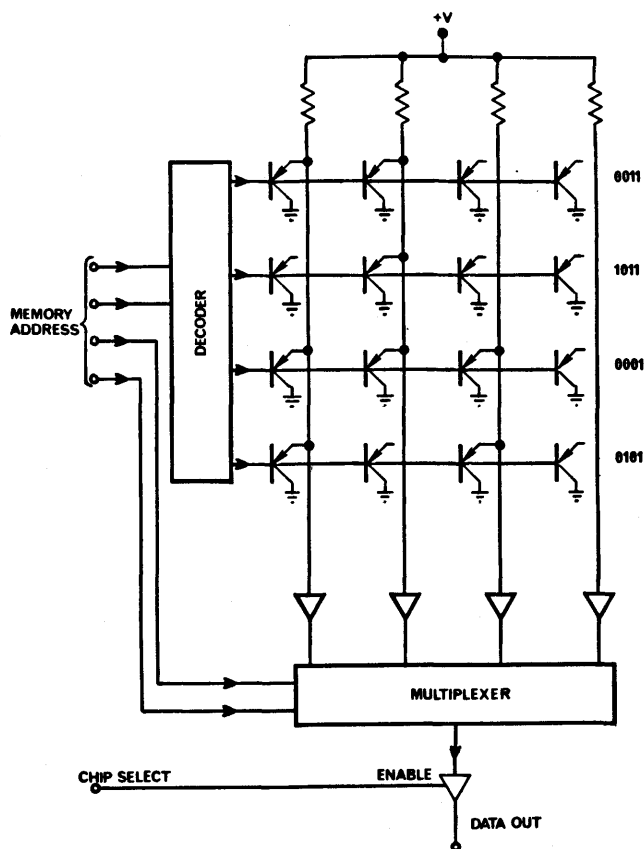 +V
0011
DECODER
1011
MEMORY
ADDRESS
0001
0101
MULTIPLEXER
CHIP SELECT
ENABLE
DATA OUT